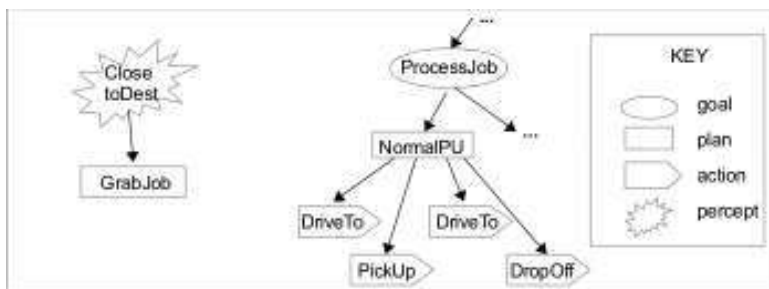 ...
ProcessJob
KEY
Close
toDest
goal
...
NormalPU
plan
GrabJob
action
DriveTo
DriveTo
percept
PickUp
DropOff